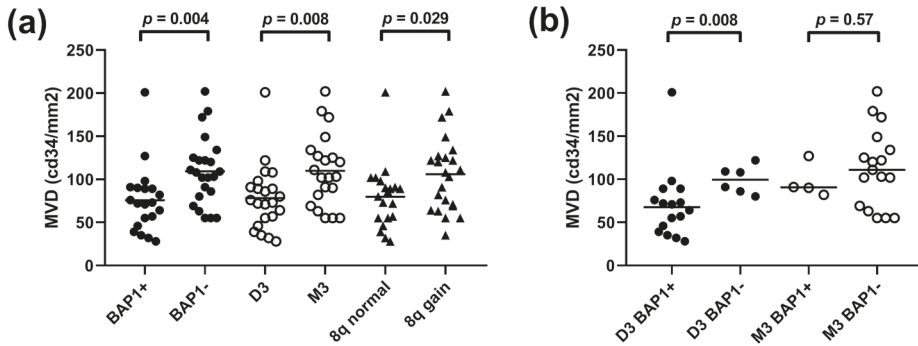 (a)
p = 0.004
p = 0.008
p = 0.029
MVD (cd34/mm2)
250
200
150
100
50
0
BAP1+
BAP1-
D3
M3
8q normal
8q gain
(b)
p = 0.008
p = 0.57
MVD (cd34/mm2)
250
200
150
100
50
0
D3 BAP1+
D3 BAP1-
M3 BAP1+
M3 BAP1-